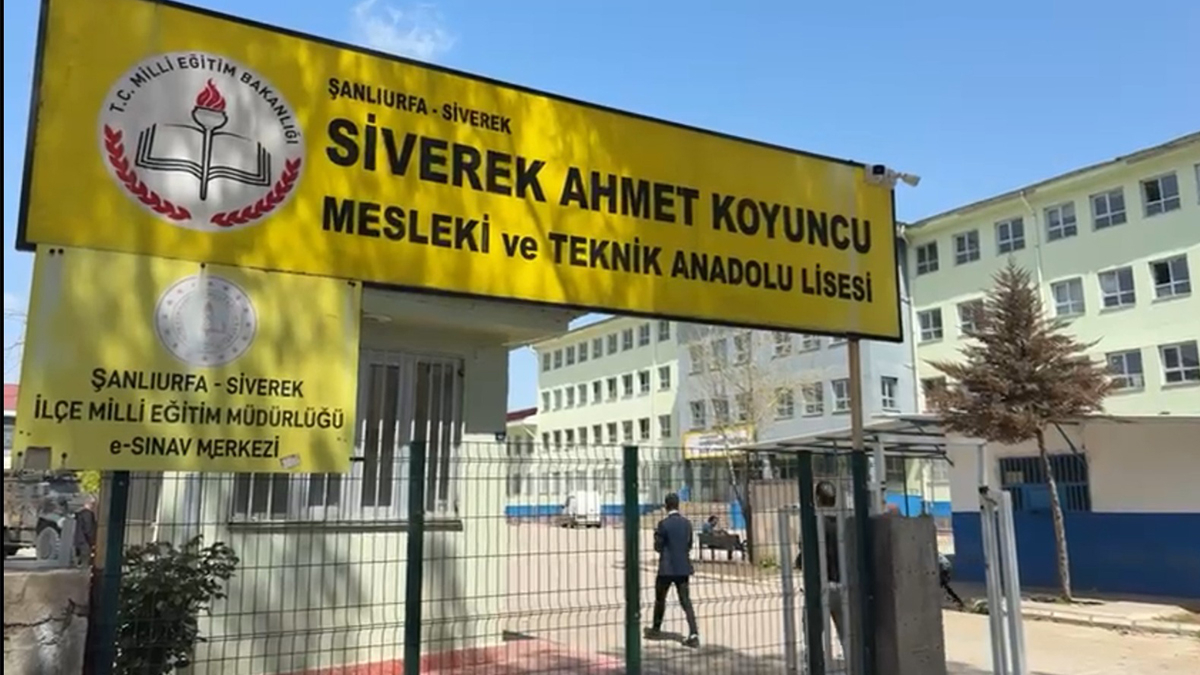 T.C. MİLLİ EĞİTİM BAKANLIĞI
ŞANLIURFA - SİVEREK
SİVEREK AHMET KOYUNCU
MESLEKİ ve TEKNİK ANADOLU LİSESİ
ŞANLIURFA - SİVEREK
İLÇE MİLLİ EĞİTİM MÜDÜRLÜĞÜ
e-SINAV MERKEZİ